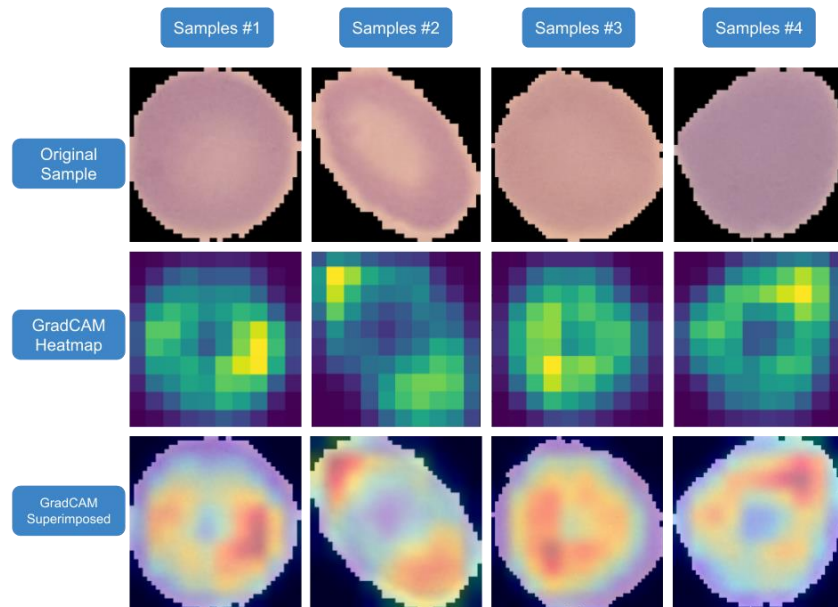 Samples #1
Samples #2
Samples #3
Samples #4
Original
Sample
GradCAM
Heatmap
GradCAM
Superimposed